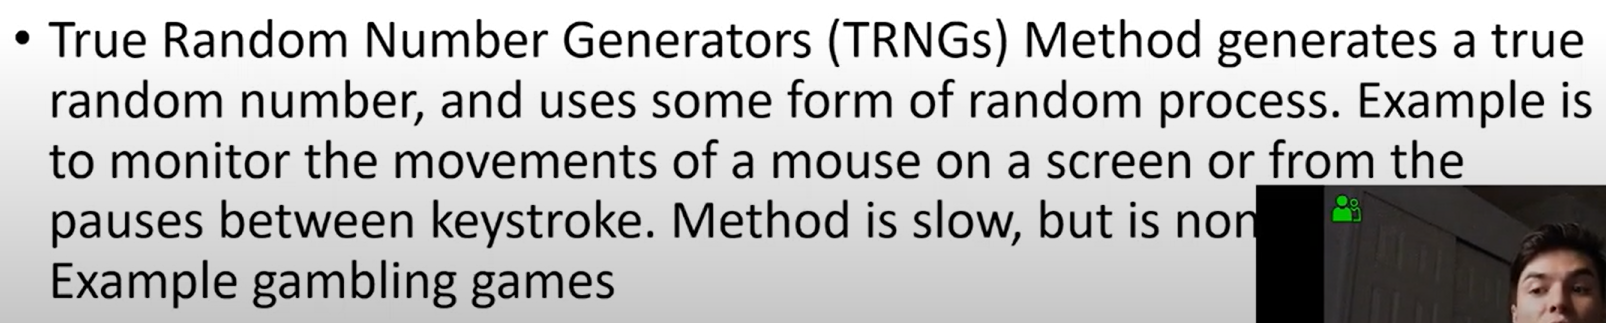 • True Random Number Generators (TRNGs) Method generates a true
random number, and uses some form of random process. Example is
to monitor the movements of a mouse on a screen or from the
pauses between keystroke. Method is slow, but is non
Example gambling games